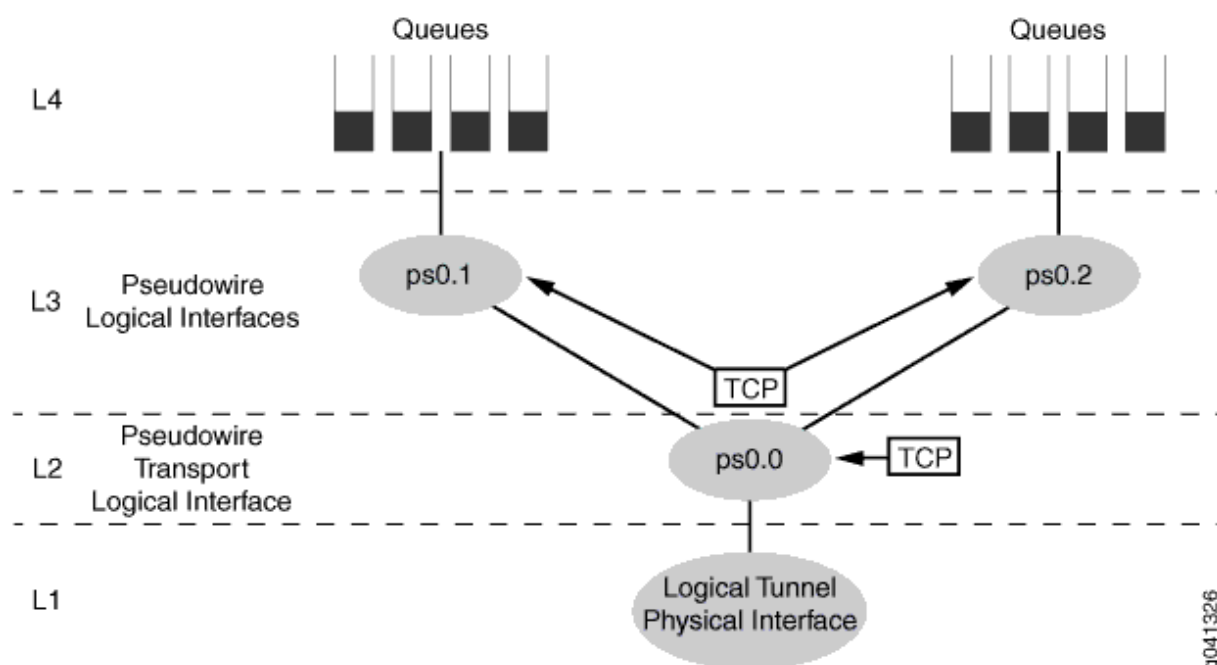 Queues
Queues
L4
L3
Pseudowire
Logical Interfaces
ps0.1
ps0.2
TCP
L2
Pseudowire
Transport
Logical Interface
ps0.0
TCP
L1
Logical Tunnel
Physical Interface
g041326